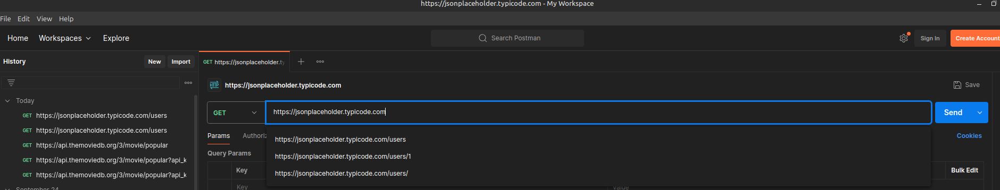 https://jsonplaceholder.typicode.com - My Workspace
File Edit View Help
Home Workspaces Explore
Search Postman
Sign In
Create Account
History
New
Import
GET https://jsonplaceholder.ty
HTTP https://jsonplaceholder.typicode.com
Save
Today
GET https://jsonplaceholder.typicode.com/users
GET https://jsonplaceholder.typicode.com/users
GET https://api.themoviedb.org/3/movie/popular
GET https://api.themoviedb.org/3/movie/popular?api_k
GET https://api.themoviedb.org/3/movie/popular?api_k
September 24
GET
https://jsonplaceholder.typicode.com
Send
https://jsonplaceholder.typicode.com/users
https://jsonplaceholder.typicode.com/users/1
https://jsonplaceholder.typicode.com/users/
Params Authoriz
Cookies
Query Params
Key
Bulk Edit
Key
Value